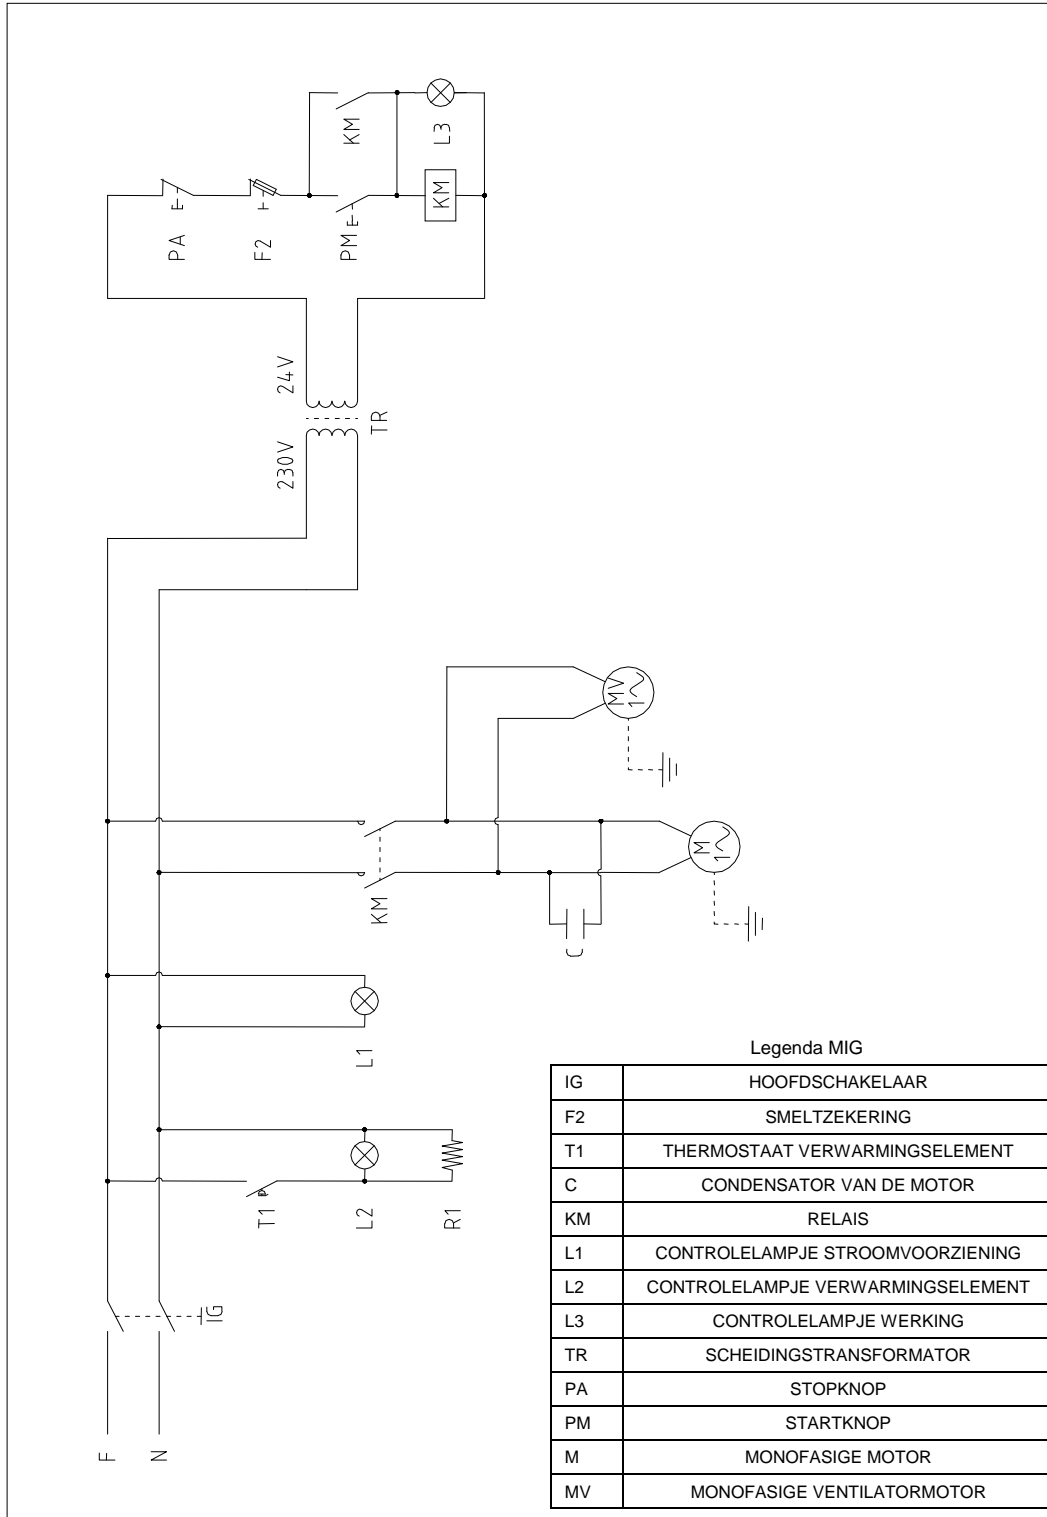 KM
L3
PA
F2
PM
KM
24V
230V
TR
MV
1
M
1
KM
C
L1
T1
L2
R1
IG
F
N
Legenda MIG
IG HOOFDSCHAKELAAR
F2 SMELTZEKERING
T1 THERMOSTAAT VERWARMINGSELEMENT
C CONDENSATOR VAN DE MOTOR
KM RELAIS
L1 CONTROLELAMPJE STROOMVOORZIENING
L2 CONTROLELAMPJE VERWARMINGSELEMENT
L3 CONTROLELAMPJE WERKING
TR SCHEIDINGSTRANSFORMATOR
PA STOPKNOP
PM STARTKNOP
M MONOFASIGE MOTOR
MV MONOFASIGE VENTILATORMOTOR